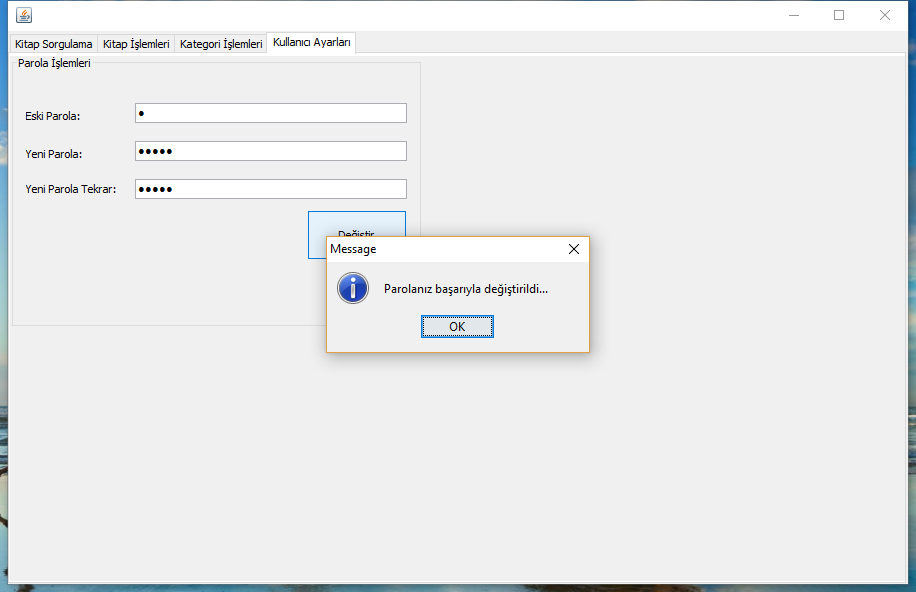 Kitap Sorgulama Kitap İşlemleri Kategori İşlemleri Kullanıcı Ayarları
Parola İşlemleri
Eski Parola:
Yeni Parola:
Yeni Parola Tekrar:
Değiştir
Message
Parolanız başarıyla değiştirildi...
OK